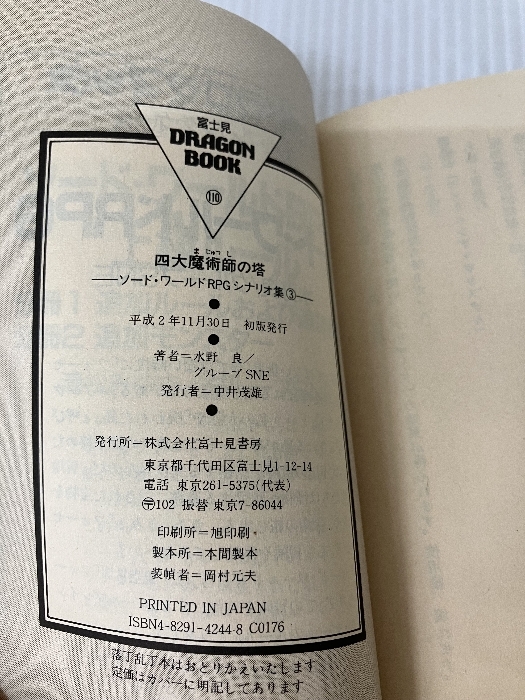 富士見
DRAGON
BOOK
110
ま じゅつ し
四大魔術師の塔
——ソード・ワールドRPGシナリオ集③——
●
平成2年11月30日 初版発行
●
著者＝水野 良／
グループSNE
発行者＝中井茂雄
●
発行所＝株式会社富士見書房
東京都千代田区富士見1-12-14
電話 東京261-5375(代表)
〒102 振替 東京7-86044
印刷所＝旭印刷
製本所＝本間製本
装幀者＝岡村元夫
PRINTED IN JAPAN
ISBN4-8291-4244-8 C0176
落丁乱丁本はおとりかえいたします
定価はカバーに明記してあります